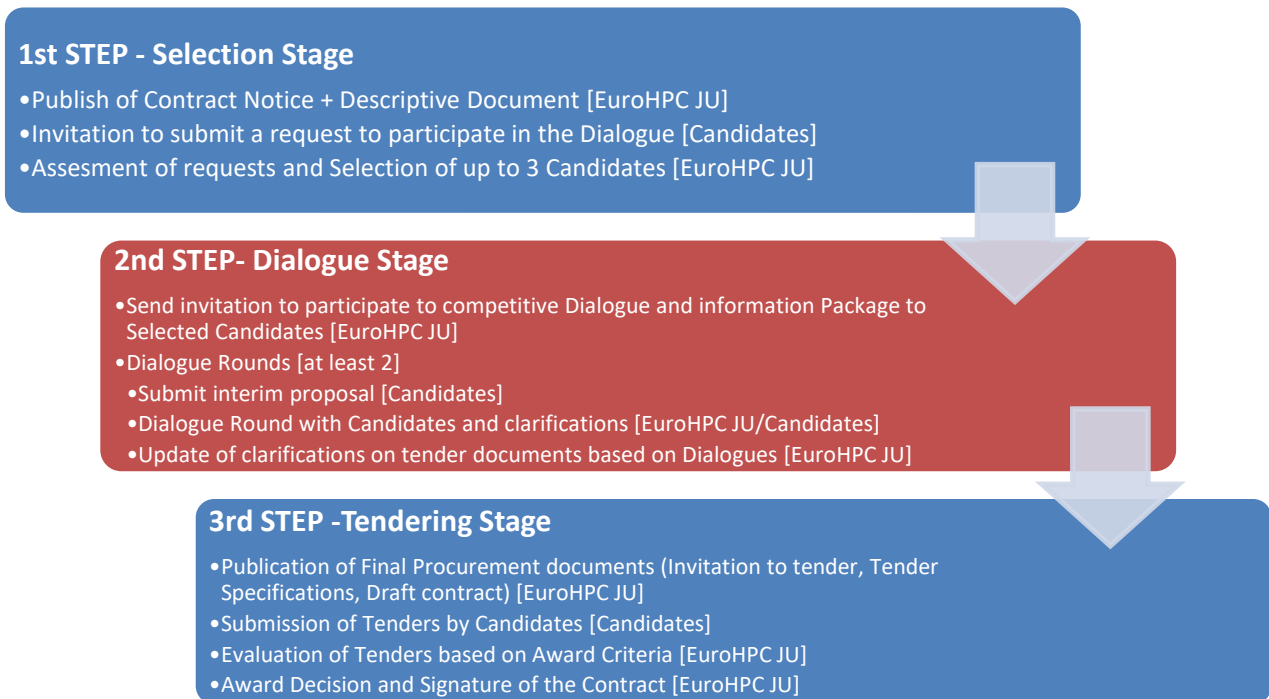 1st STEP - Selection Stage
•Publish of Contract Notice + Descriptive Document [EuroHPC JU]
•Invitation to submit a request to participate in the Dialogue [Candidates]
•Assesment of requests and Selection of up to 3 Candidates [EuroHPC JU]
2nd STEP- Dialogue Stage
•Send invitation to participate to competitive Dialogue and information Package to
Selected Candidates [EuroHPC JU]
•Dialogue Rounds [at least 2]
•Submit interim proposal [Candidates]
•Dialogue Round with Candidates and clarifications [EuroHPC JU/Candidates]
•Update of clarifications on tender documents based on Dialogues [EuroHPC JU]
3rd STEP -Tendering Stage
•Publication of Final Procurement documents (Invitation to tender, Tender
Specifications, Draft contract) [EuroHPC JU]
•Submission of Tenders by Candidates [Candidates]
•Evaluation of Tenders based on Award Criteria [EuroHPC JU]
•Award Decision and Signature of the Contract [EuroHPC JU]